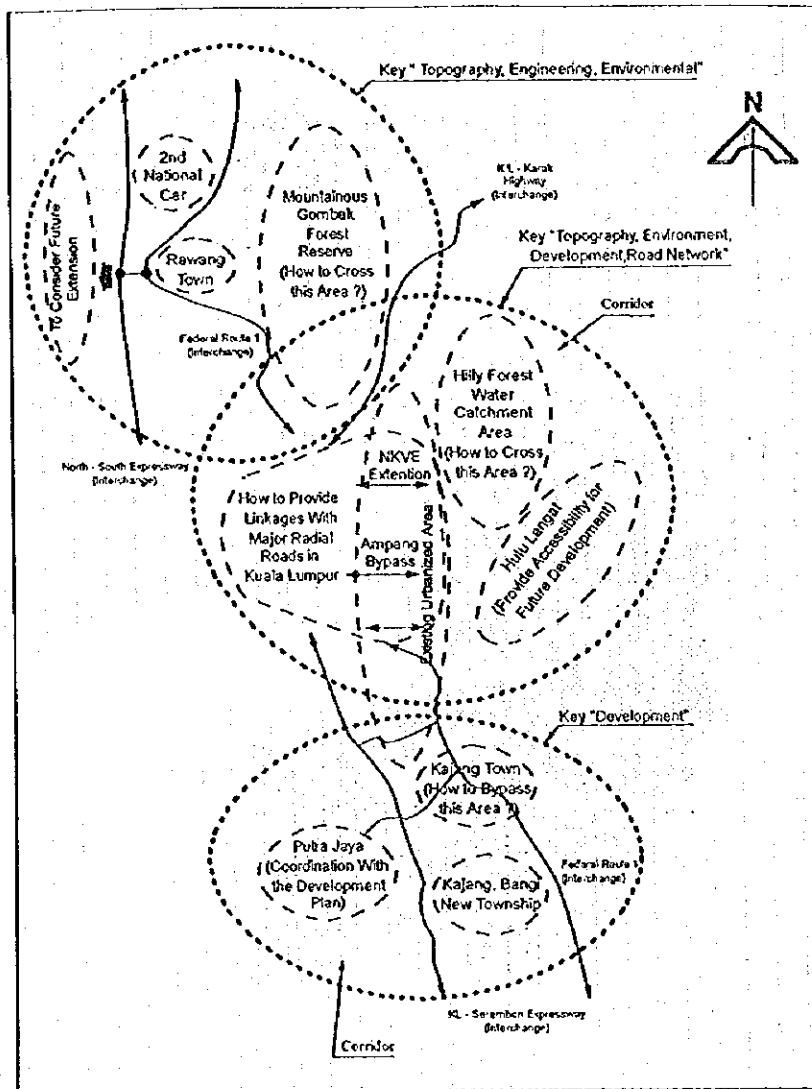 Key " Topography, Engineering, Environmental"
N
2nd
National
Car
KL - Karak
Highway
(Interchange)
Mountainous
Gombak
Forest
Reserve
(How to Cross
this Area ?)
Key "Topography, Environment,
Development,Road Network"
To Consider Future
Extension
Rawang
Town
Corridor
Federal Route 1
(Interchange)
Hilly Forest
Water
Catchment
Area
(How to Cross
this Area ?)
North - South Expressway
(Interchange)
NKVE
Extention
How to Provide
Linkages With
Major Radial
Roads in
Kuala Lumpur
Ampang
Bypass
Existing Urbanized Area
Hulu Langat
(Provide Accessibility for
Future Development)
Key "Development"
Kajang Town
(How to Bypass
this Area ?)
Putra Jaya
(Coordination With
the Development
Plan)
Kajang, Bangi
New Township
Federal Route 1
(Interchange)
KL - Seremban Expressway
(Interchange)
Corridor